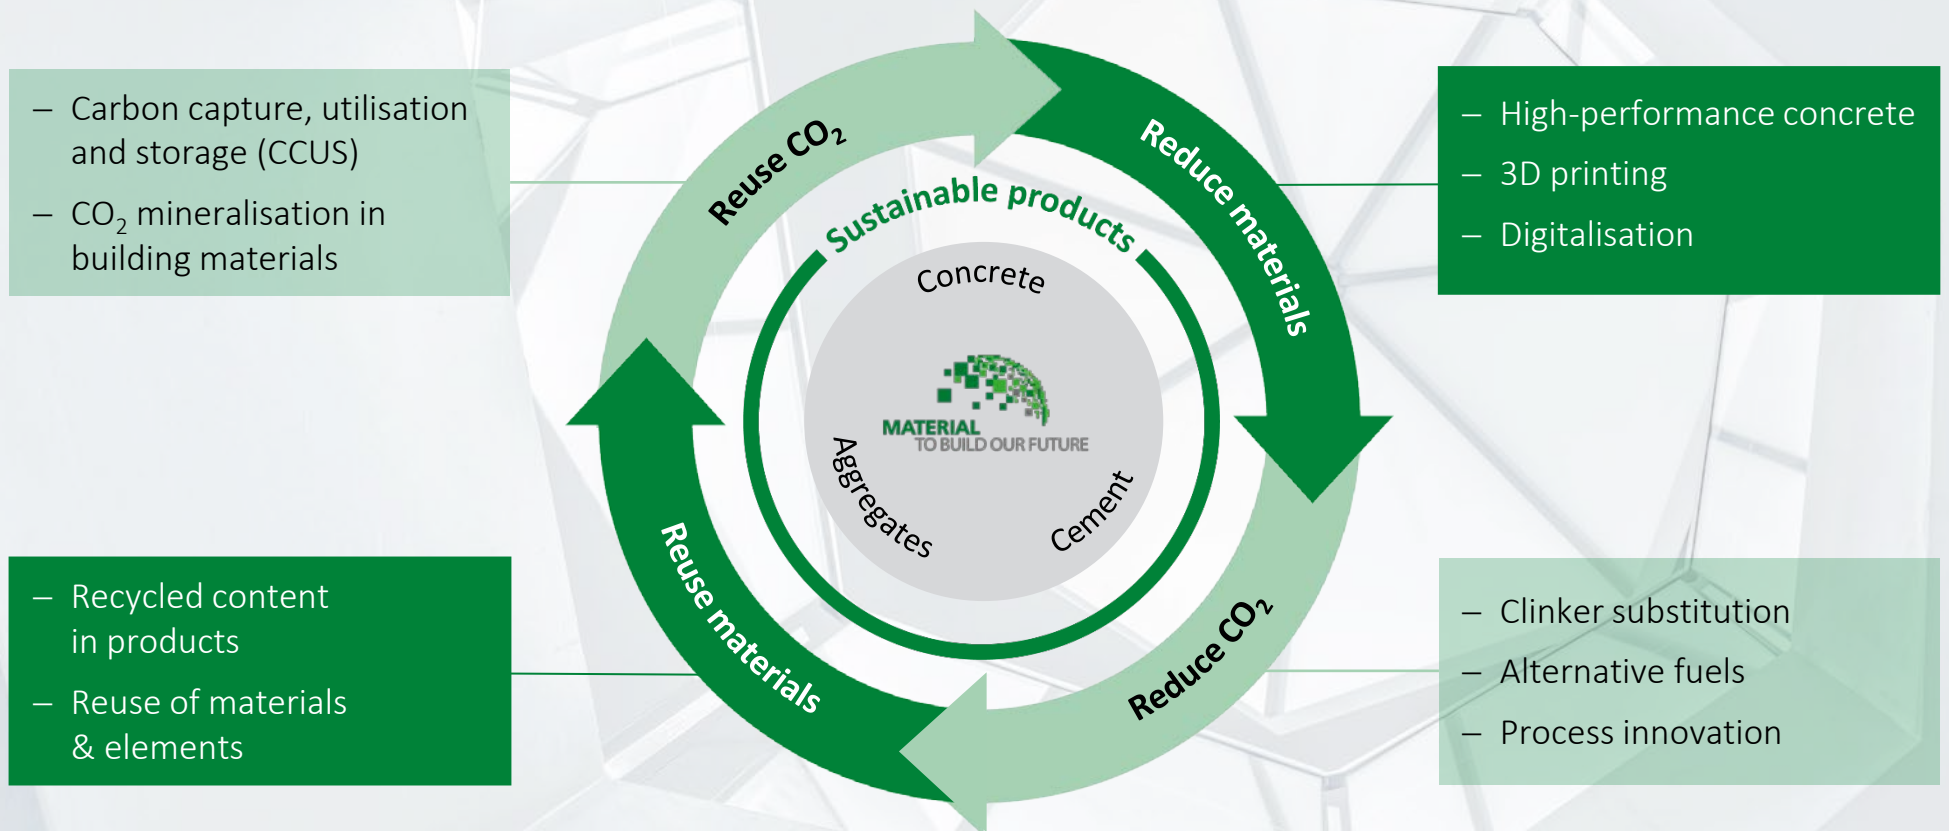 – Carbon capture, utilisation
and storage (CCUS)
– CO₂ mineralisation in
building materials
Reuse CO₂
Reduce materials
– High-performance concrete
– 3D printing
– Digitalisation
Sustainable products
Concrete
MATERIAL
TO BUILD OUR FUTURE
Aggregates
Cement
– Recycled content
in products
– Reuse of materials
& elements
Reuse materials
Reduce CO₂
– Clinker substitution
– Alternative fuels
– Process innovation